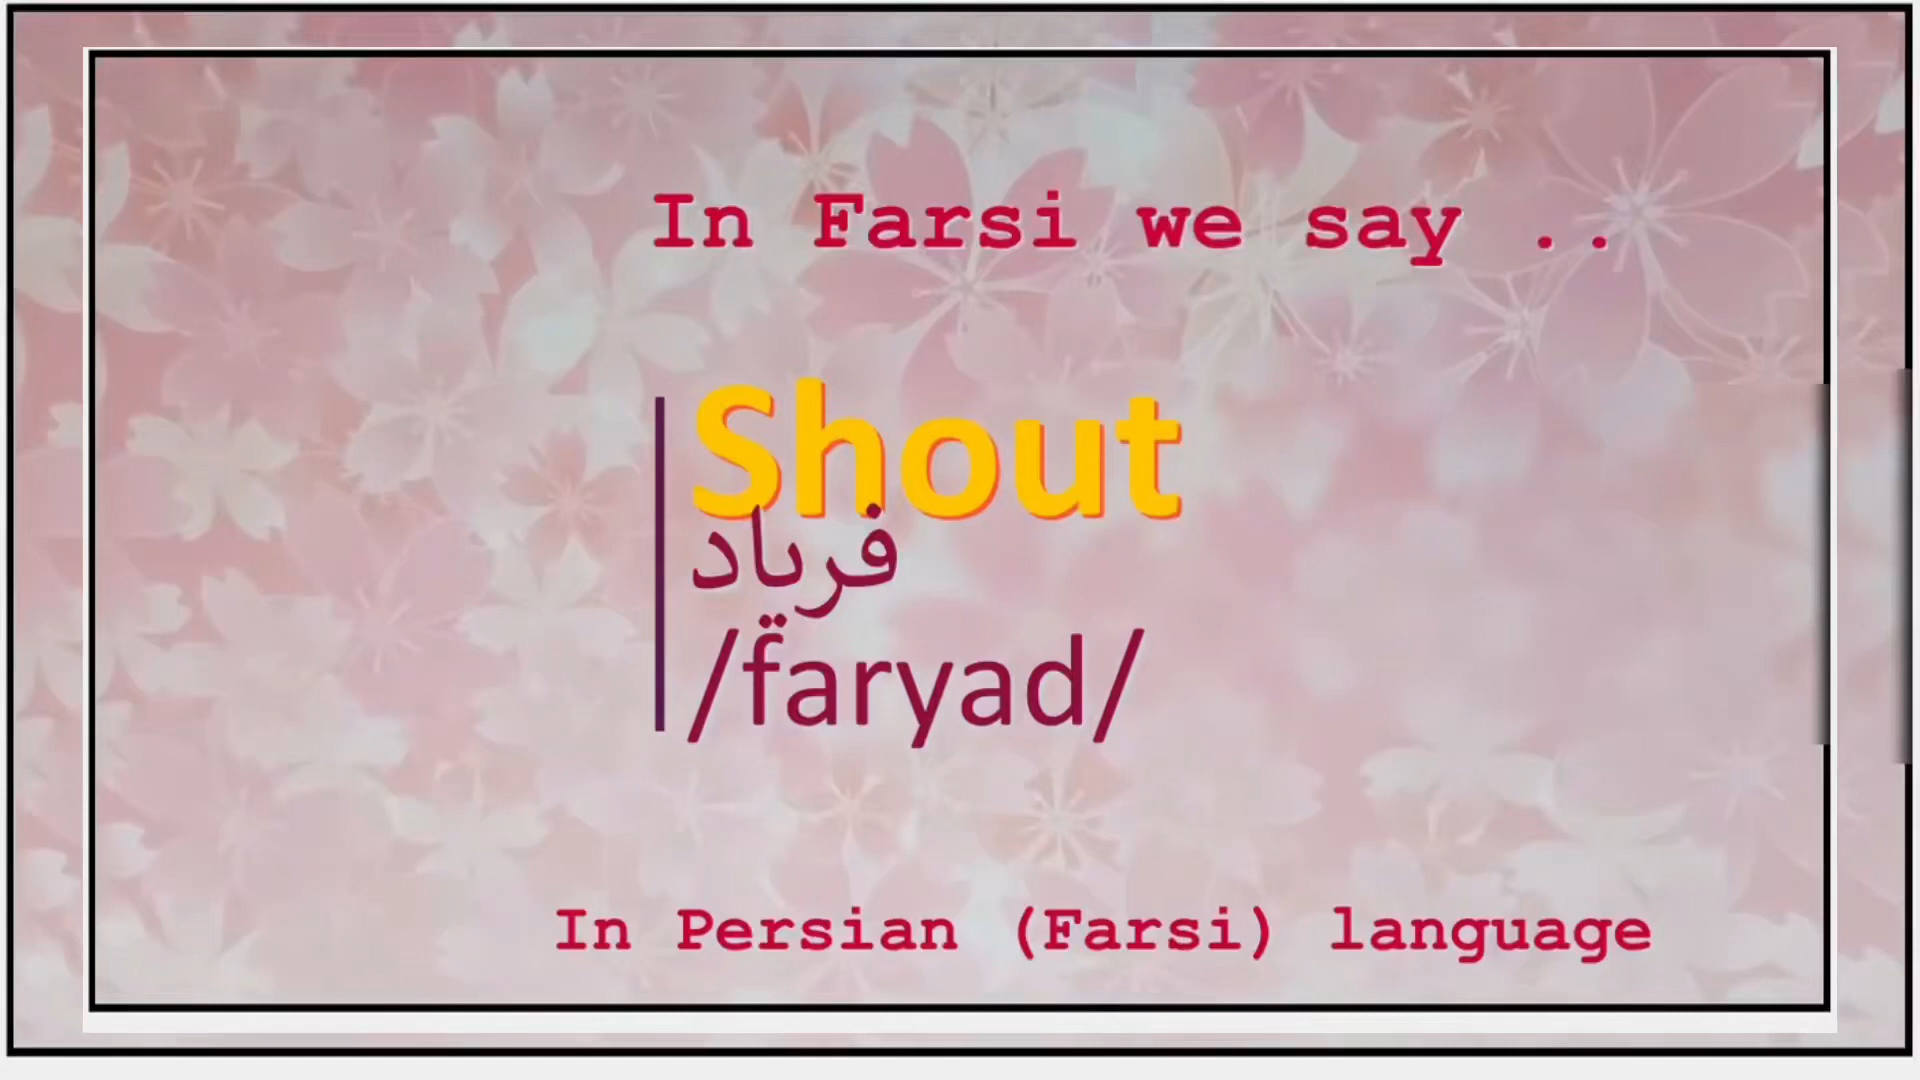 In Farsi we say ..
Shout
فریاد
/faryad/
In Persian (Farsi) language